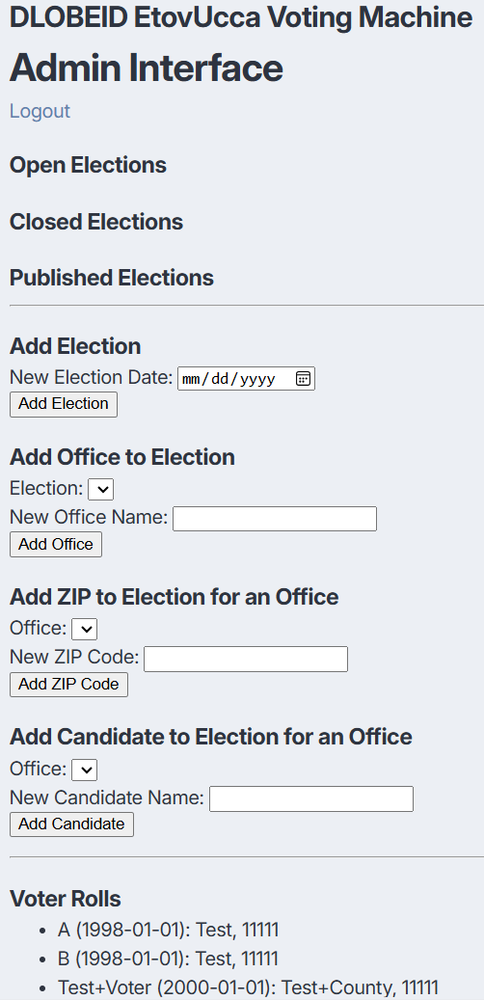 DLOBEID EtovUcca Voting Machine
Admin Interface
Logout
Open Elections
Closed Elections
Published Elections
Add Election
New Election Date: mm/dd/yyyy
Add Election
Add Office to Election
Election:
New Office Name:
Add Office
Add ZIP to Election for an Office
Office:
New ZIP Code:
Add ZIP Code
Add Candidate to Election for an Office
Office:
New Candidate Name:
Add Candidate
Voter Rolls
• A (1998-01-01): Test, 11111
• B (1998-01-01): Test, 11111
• Test+Voter (2000-01-01): Test+County, 11111